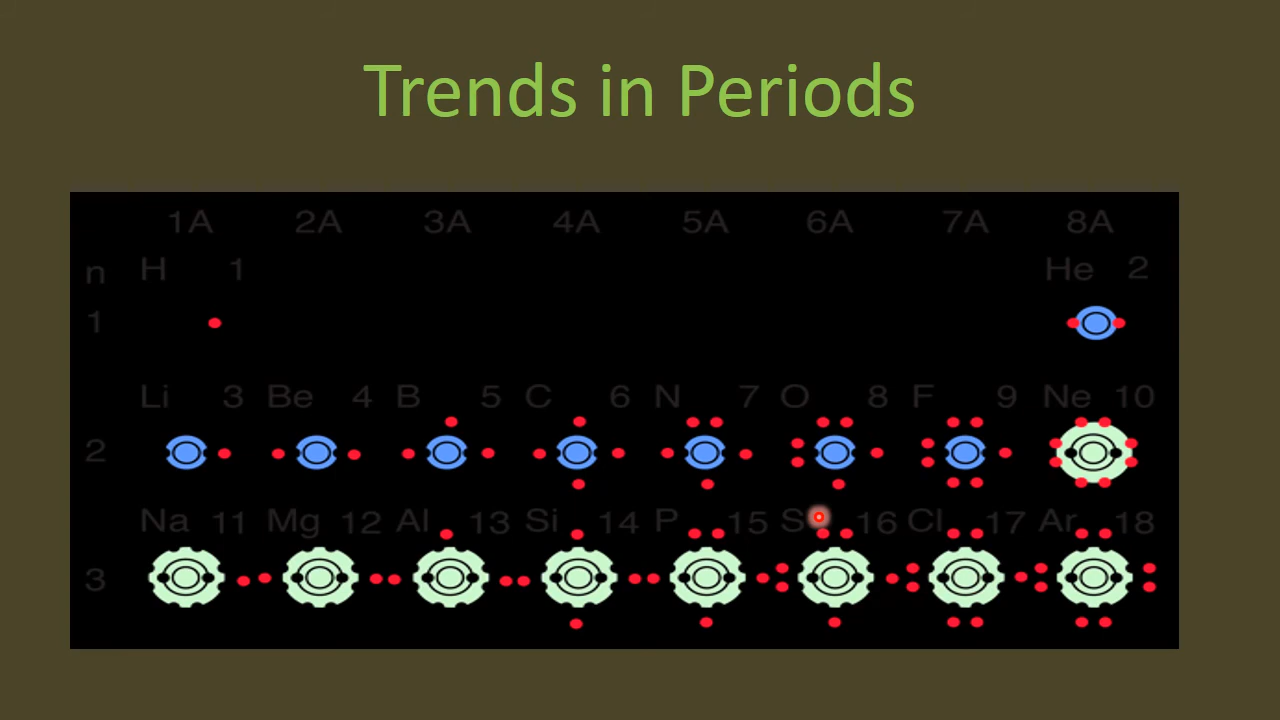 Trends in Periods
1A 2A 3A 4A 5A 6A 7A 8A
n H 1 He 2
1
Li 3 Be 4 B 5 C 6 N 7 O 8 F 9 Ne 10
2
Na 11 Mg 12 Al 13 Si 14 P 15 S 16 Cl 17 Ar 18
3